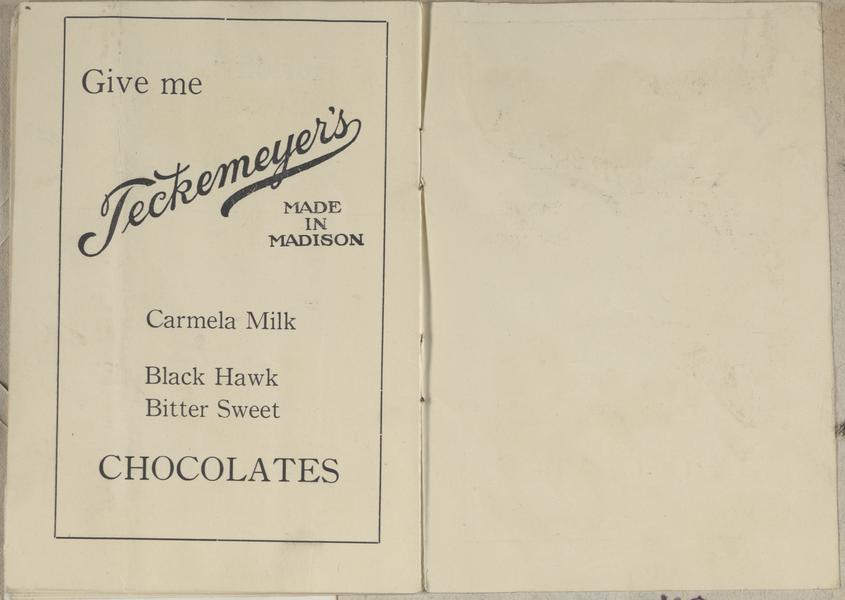 Give me
Teckemeyer's
MADE
IN
MADISON
Carmela Milk
Black Hawk
Bitter Sweet
CHOCOLATES